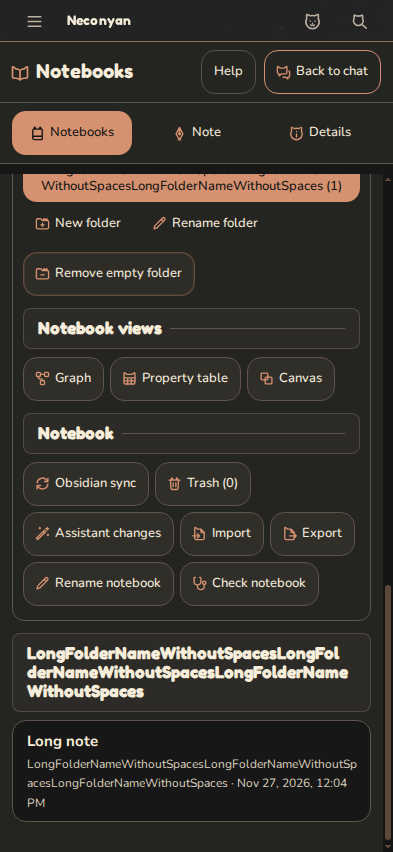 Neconyan
Notebooks
Help
Back to chat
Notebooks
Note
Details
WithoutSpacesLongFolderNameWithoutSpaces (1)
New folder
Rename folder
Remove empty folder
Notebook views
Graph
Property table
Canvas
Notebook
Obsidian sync
Trash (0)
Assistant changes
Import
Export
Rename notebook
Check notebook
LongFolderNameWithoutSpacesLongFol
derNameWithoutSpacesLongFolderName
WithoutSpaces
Long note
LongFolderNameWithoutSpacesLongFolderNameWithoutSp
acesLongFolderNameWithoutSpaces · Nov 27, 2026, 12:04
PM